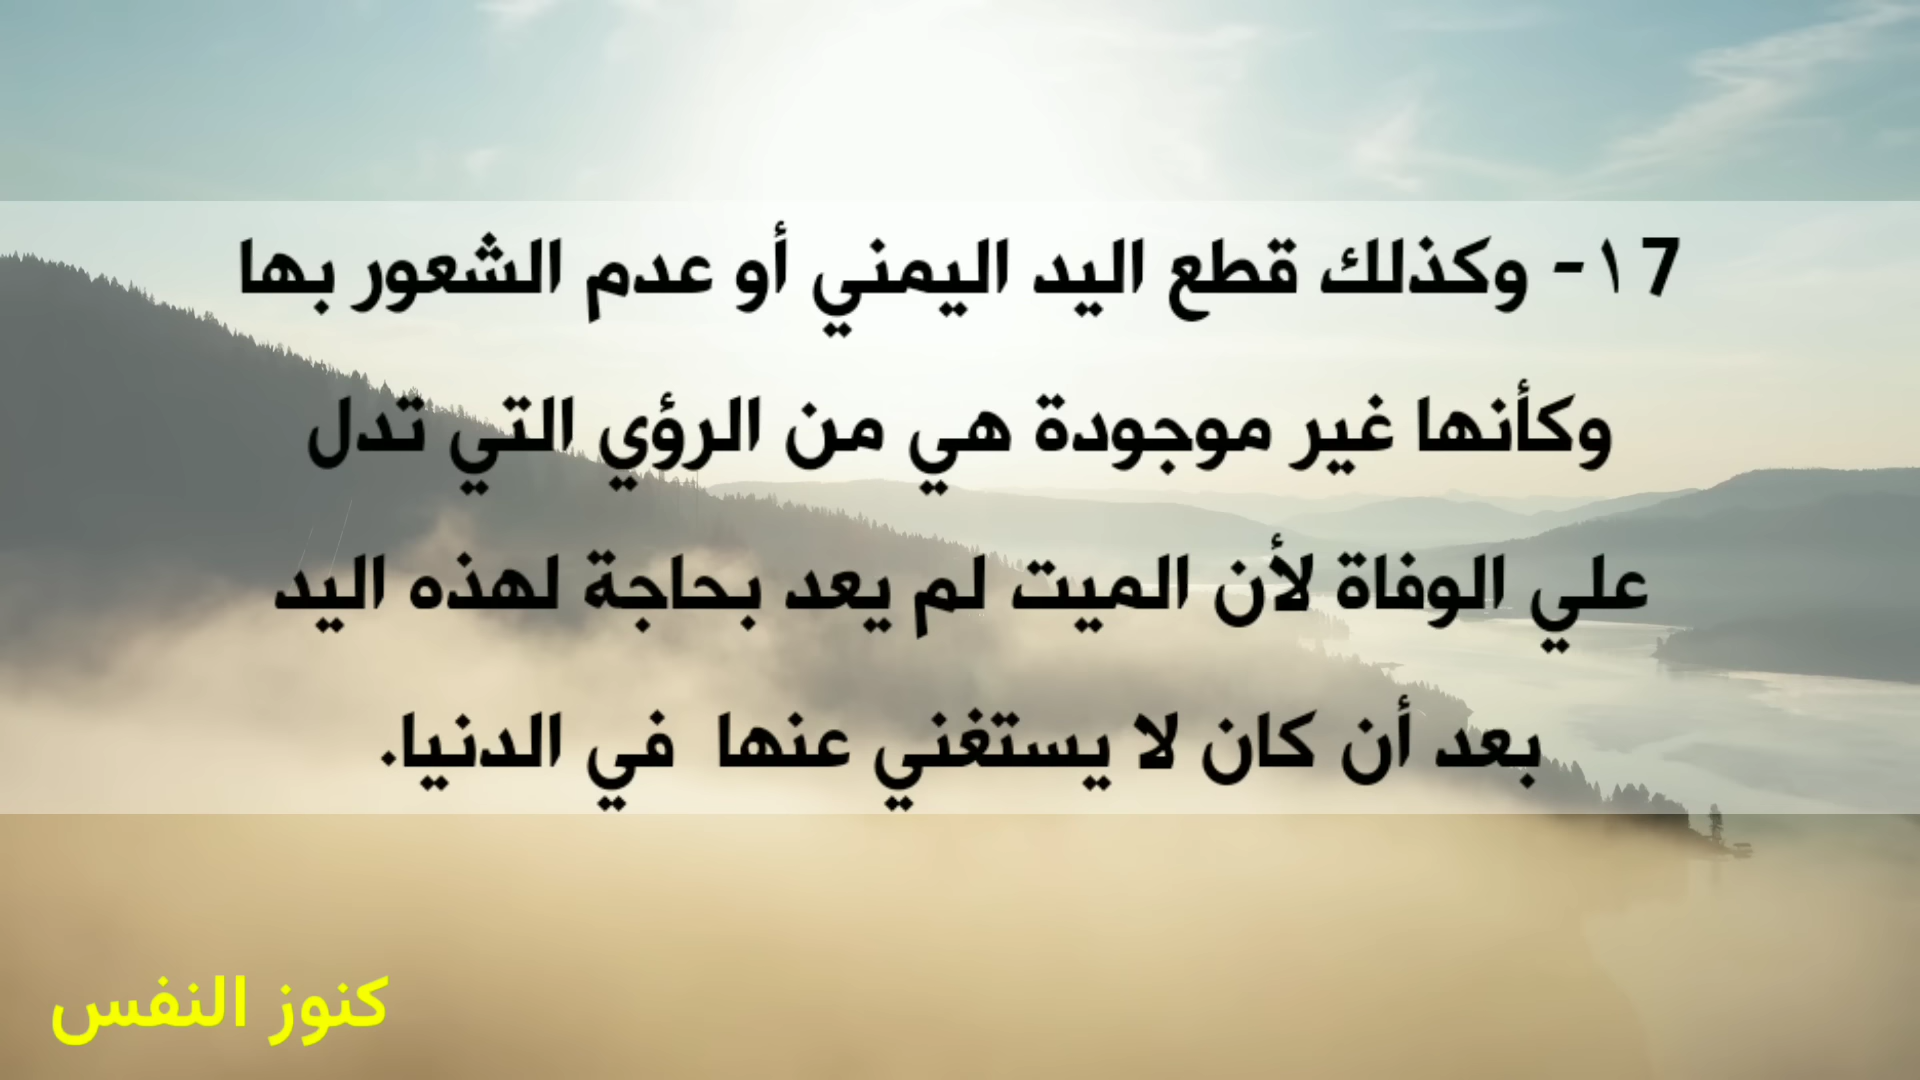 ١7- وكذلك قطع اليد اليمني أو عدم الشعور بها
وكأنها غير موجودة هي من الرؤي التي تدل
علي الوفاة لأن الميت لم يعد بحاجة لهذه اليد
بعد أن كان لا يستغني عنها في الدنيا.
كنوز النفس